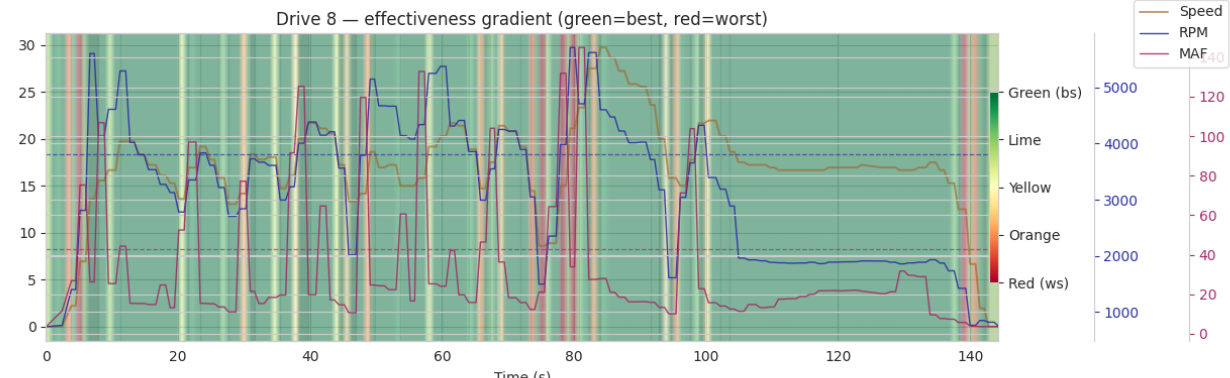 Drive 8 — effectiveness gradient (green=best, red=worst)
Speed
RPM
MAF
30
25
20
15
10
5
0
Green (bs)
Lime
Yellow
Orange
Red (ws)
5000
4000
3000
2000
1000
140
120
100
80
60
40
20
0
0 20 40 60 80 100 120 140
Time (s)